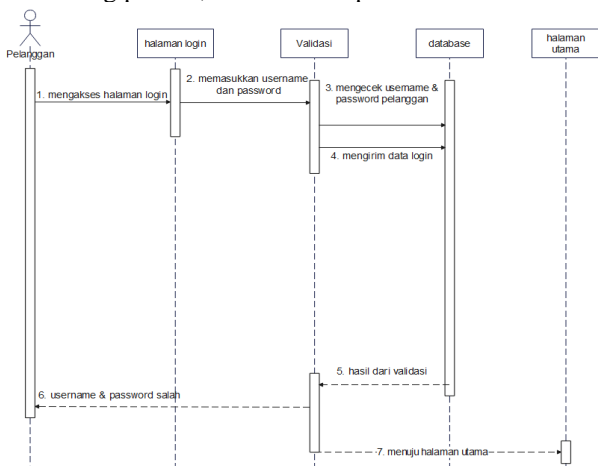 Pelanggan
halaman login
Validasi
database
halaman
utama
1. mengakses halaman login
2. memasukkan username
dan password
3. mengecek username &
password pelanggan
4. mengirim data login
5. hasil dari validasi
6. username & password salah
7. menuju halaman utama